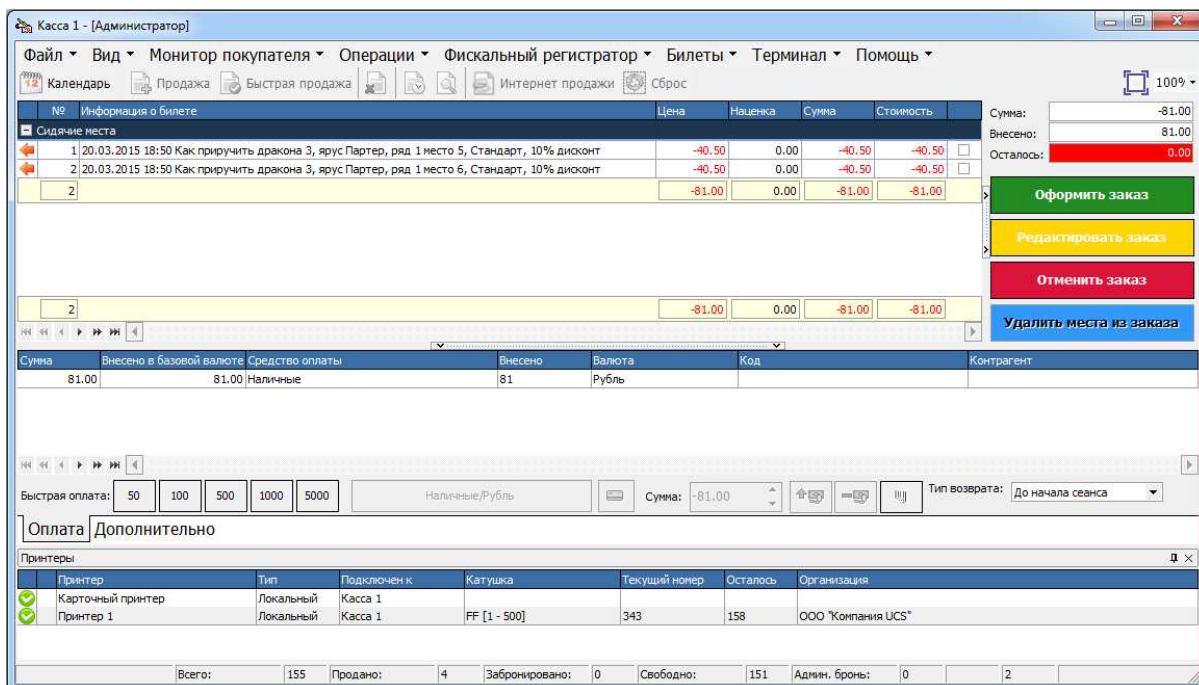 Касса 1 - [Администратор]
Файл Вид Монитор покупателя Операции Фискальный регистратор Билеты Терминал Помощь
12 Календарь Продажа Быстрая продажа Интернет продажи Сброс 100%
№ Информация о билете Цена Наценка Сумма Стоимость
Сумма: -81.00
Сидячие места
Внесено: 81.00
1 20.03.2015 18:50 Как приручить дракона 3, ярус Партер, ряд 1 место 5, Стандарт, 10% дисконт -40.50 0.00 -40.50 -40.50
Осталось: 0.00
2 20.03.2015 18:50 Как приручить дракона 3, ярус Партер, ряд 1 место 6, Стандарт, 10% дисконт -40.50 0.00 -40.50 -40.50
2 -81.00 0.00 -81.00 -81.00
Оформить заказ
Редактировать заказ
Отменить заказ
2 -81.00 0.00 -81.00 -81.00
Удалить места из заказа
Сумма Внесено в базовой валюте Средство оплаты Внесено Валюта Код Контрагент
81.00 81.00 Наличные 81 Рубль
Быстрая оплата: 50 100 500 1000 5000 Наличные/Рубль Сумма: -81.00 Тип возврата: До начала сеанса
Оплата Дополнительно
Принтеры
Принтер Тип Подключен к Катушка Текущий номер Осталось Организация
Карточный принтер Локальный Касса 1
Принтер 1 Локальный Касса 1 FF [1 - 500] 343 158 ООО "Компания UCS"
Всего: 155 Продано: 4 Забронировано: 0 Свободно: 151 Админ. бронь: 0 2